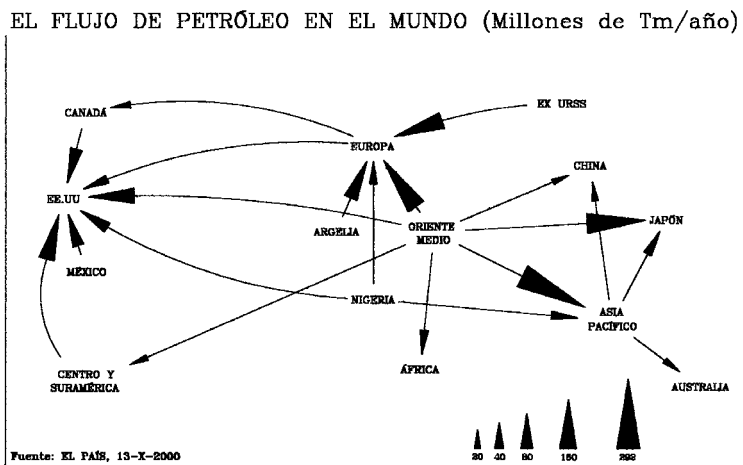 EL FLUJO DE PETRÓLEO EN EL MUNDO (Millones de Tm/año)
CANADÁ
EX URSS
EUROPA
CHINA
EE.UU
JAPÓN
ARGELIA
ORIENTE
MEDIO
MÉXICO
NIGERIA
ASIA
PACÍFICO
CENTRO Y
SURAMÉRICA
ÁFRICA
AUSTRALIA
Fuente: EL PAÍS, 13-X-2000
20 40 80 150 292